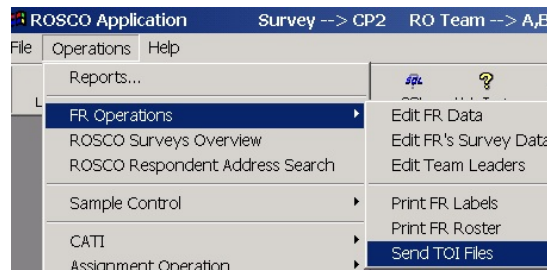 ROSCO Application Survey --> CP2 RO Team --> A,B
File Operations Help
Reports...
SQL
FR Operations
ROSCO Surveys Overview
ROSCO Respondent Address Search
Sample Control
CATI
Assignment Operation
Edit FR Data
Edit FR's Survey Data
Edit Team Leaders
Print FR Labels
Print FR Roster
Send TOI Files